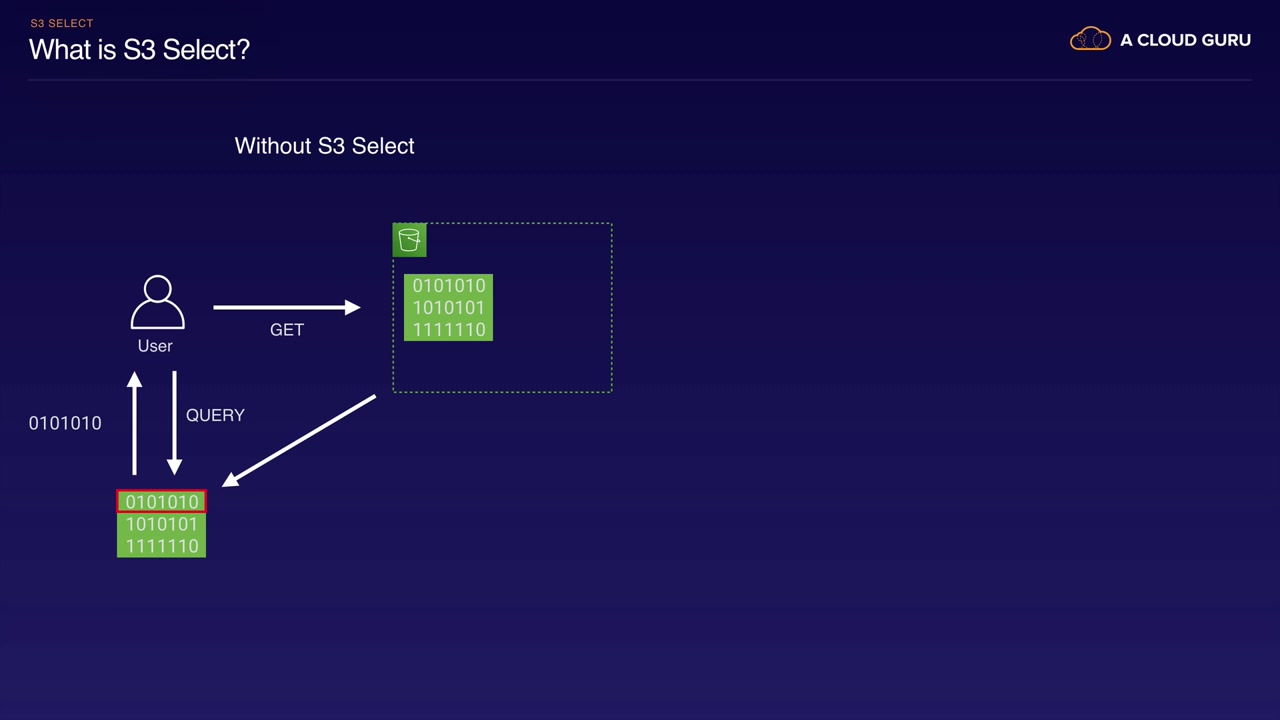 S3 SELECT
What is S3 Select?
A CLOUD GURU
Without S3 Select
0101010
1010101
1111110
GET
User
QUERY
0101010
0101010
1010101
1111110